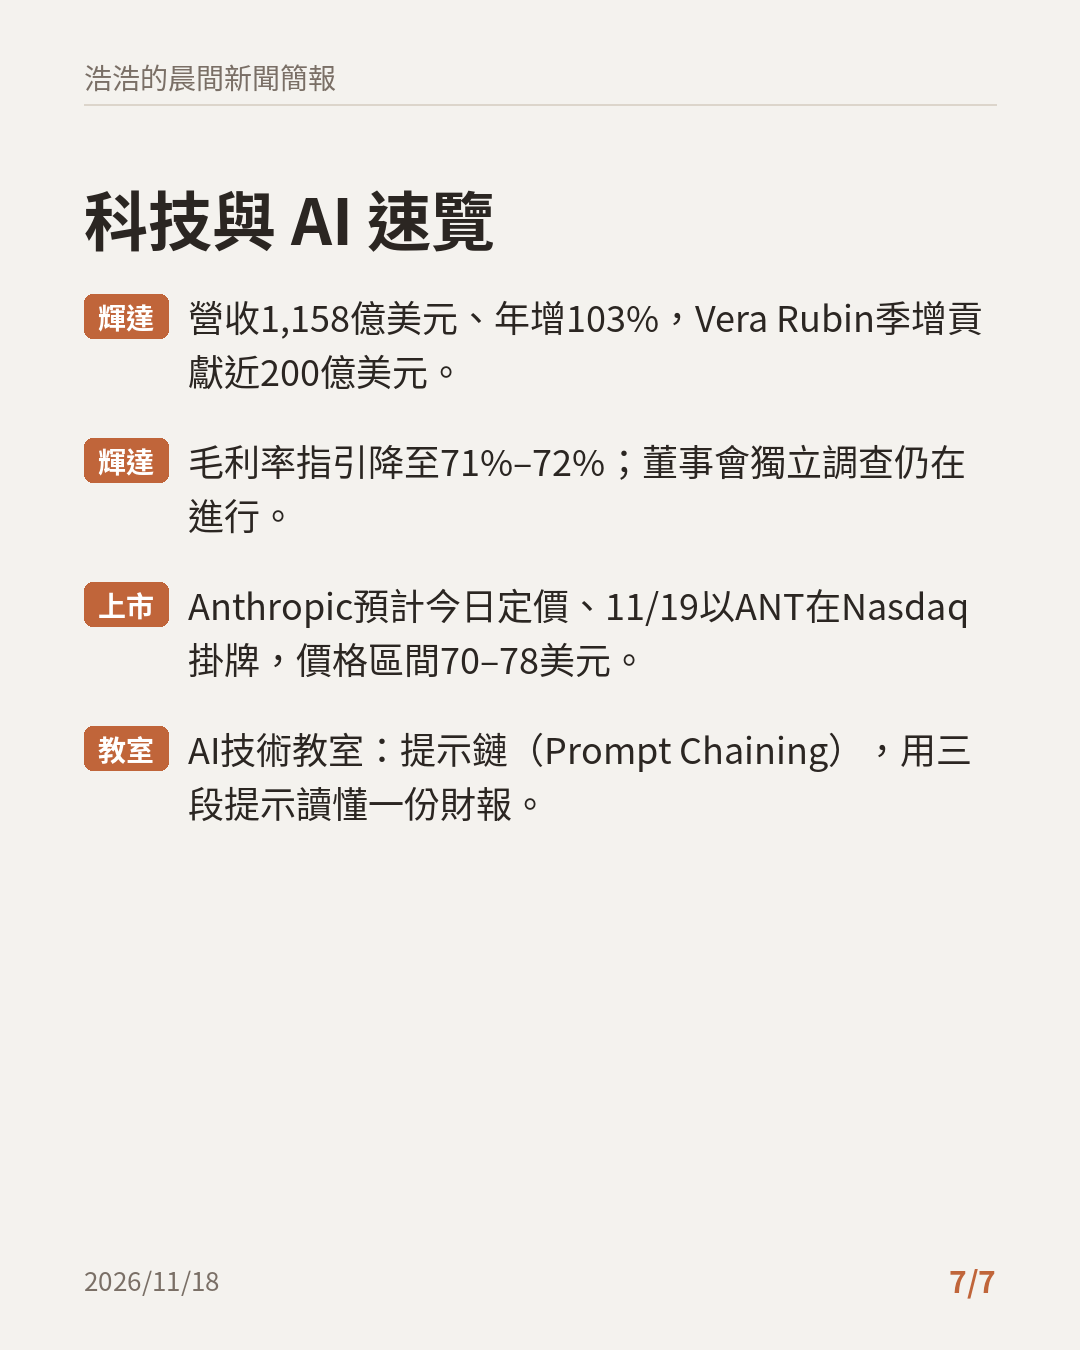 浩浩的晨間新聞簡報
科技與 AI 速覽
輝達 營收1,158億美元、年增103%，Vera Rubin季增貢
獻近200億美元。
輝達 毛利率指引降至71%–72%；董事會獨立調查仍在
進行。
上市 Anthropic預計今日定價、11/19以ANT在Nasdaq
掛牌，價格區間70–78美元。
教室 AI技術教室：提示鏈（Prompt Chaining），用三
段提示讀懂一份財報。
2026/11/18
7/7